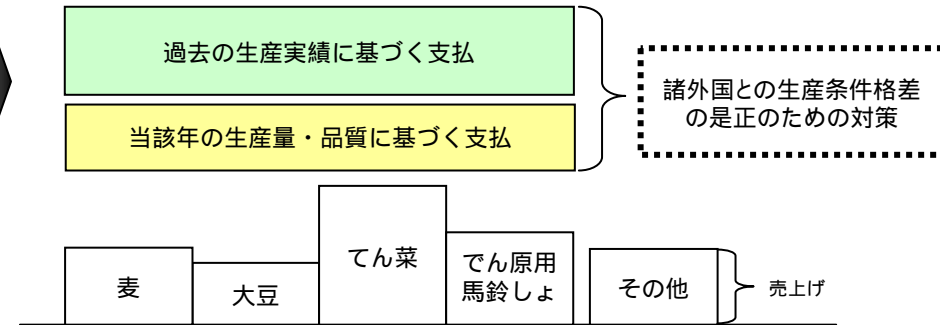 過去の生産実績に基づく支払
当該年の生産量・品質に基づく支払
諸外国との生産条件格差
の是正のための対策
麦
大豆
てん菜
でん原用
馬鈴しょ
その他
売上げ